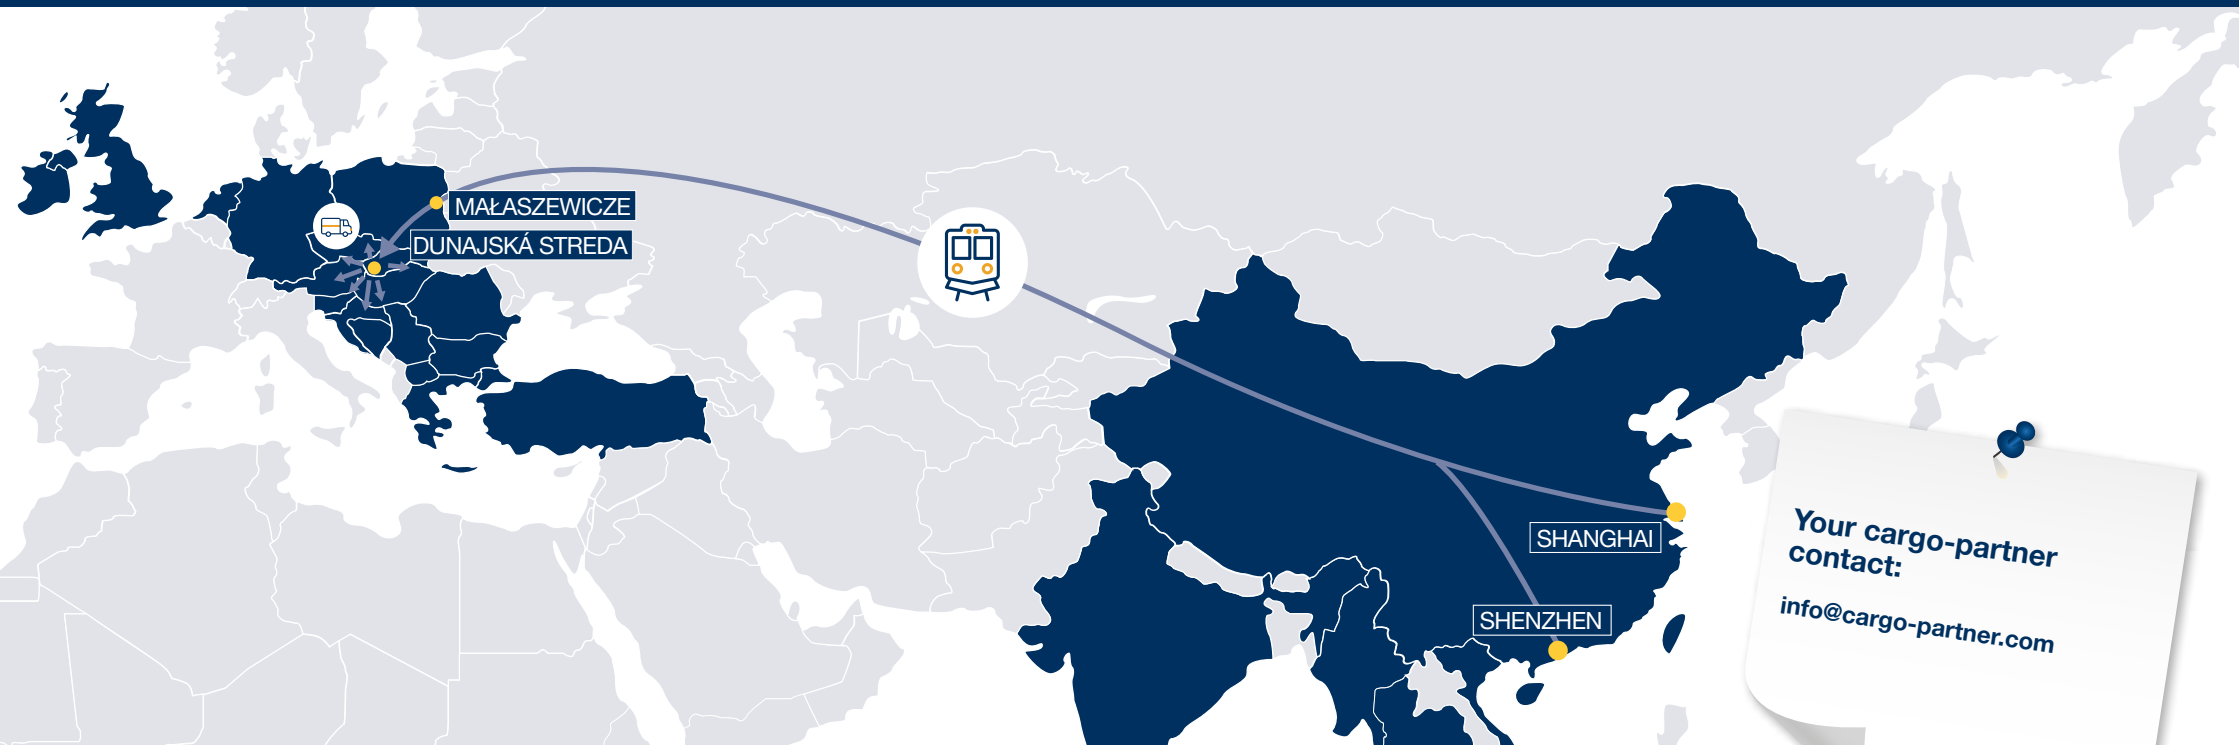 MAŁASZEWICZE
DUNAJSKÁ STREDA
SHANGHAI
SHENZHEN
Your cargo-partner
contact:
info@cargo-partner.com